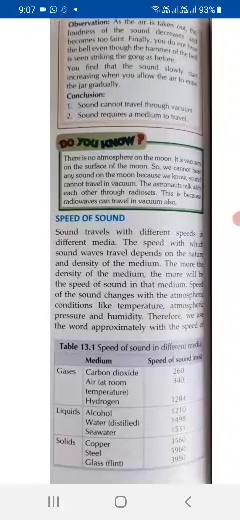 9:07
93%
Observation: As the air is taken out, the
loudness of the sound decreases and
becomes too faint. Finally, you do not hear
the bell even though the hammer of the bell
is seen striking the gong as before.
You find that the sound slowly
increasing when you allow the air to enter
the jar gradually.
Conclusion:
1. Sound cannot travel through vacuum
2. Sound requires a medium to travel.
DO YOU KNOW?
There is no atmosphere on the moon. It is vacuum
on the surface of the moon. So, we cannot hear
any sound on the moon because we know, sound
cannot travel in vacuum. The astronauts talk with
each other through radiosets. This is because
radiowaves can travel in vacuum also.
SPEED OF SOUND
Sound travels with different speeds in
different media. The speed with which
sound waves travel depends on the nature
and density of the medium. The more the
density of the medium, the more will be
the speed of sound in that medium. Speed
of the sound changes with the atmospheric
conditions like temperature, atmospheric
pressure and humidity. Therefore, we use
the word approximately with the speed of
Table 13.1 Speed of sound in different media
Medium Speed of sound
Gases Carbon dioxide 260
Air (at room 340
temperature)
Hydrogen 1284
Liquids Alcohol 1210
Water (distilled) 1498
Seawater 1531
Solids Copper 3560
Steel 5960
Glass (flint) 3980